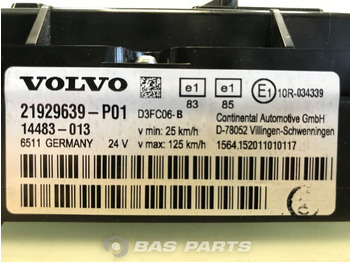 VOLVO
e1 e1 E1 10R-034339
83 85
21929639-P01 D3FC06-B Continental Automotive GmbH
14483-013 v min: 25 km/h D-78052 Villingen-Schwenningen
6511 GERMANY 24 V v max: 125 km/h 1564.152011010117
BAS PARTS